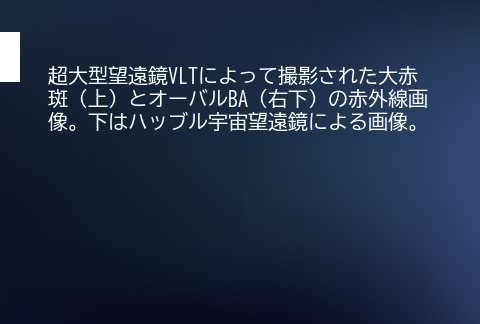 超大型望遠鏡VLTによって撮影された大赤
斑（上）とオーバルBA（右下）の赤外線画
像。下はハッブル宇宙望遠鏡による画像。